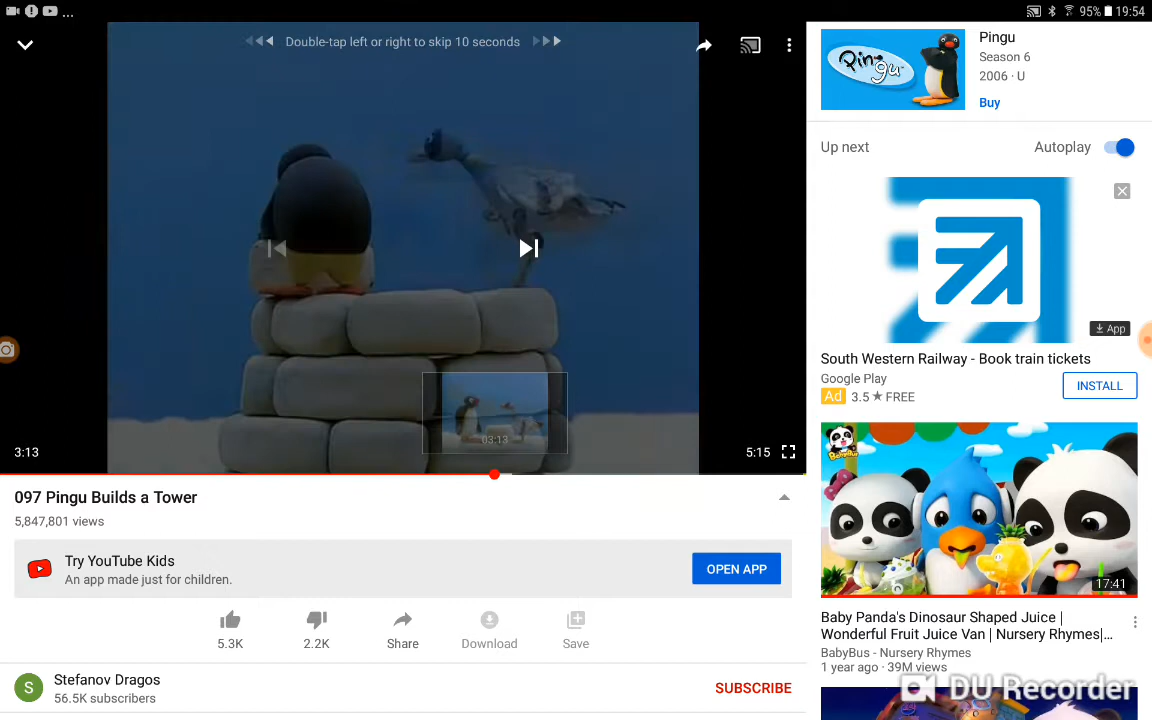 ... 95% 19:54
Double-tap left or right to skip 10 seconds
03:13
3:13
5:15
097 Pingu Builds a Tower
5,847,801 views
Try YouTube Kids
An app made just for children.
OPEN APP
5.3K
2.2K
Share
Download
Save
S
Stefanov Dragos
56.5K subscribers
SUBSCRIBE
Pingu
Pingu
Season 6
2006 · U
Buy
Up next
Autoplay
App
South Western Railway - Book train tickets
Google Play
Ad 3.5 ★ FREE
INSTALL
BabyBus
17:41
Baby Panda's Dinosaur Shaped Juice |
Wonderful Fruit Juice Van | Nursery Rhymes|...
BabyBus - Nursery Rhymes
1 year ago · 39M views
DU Recorder